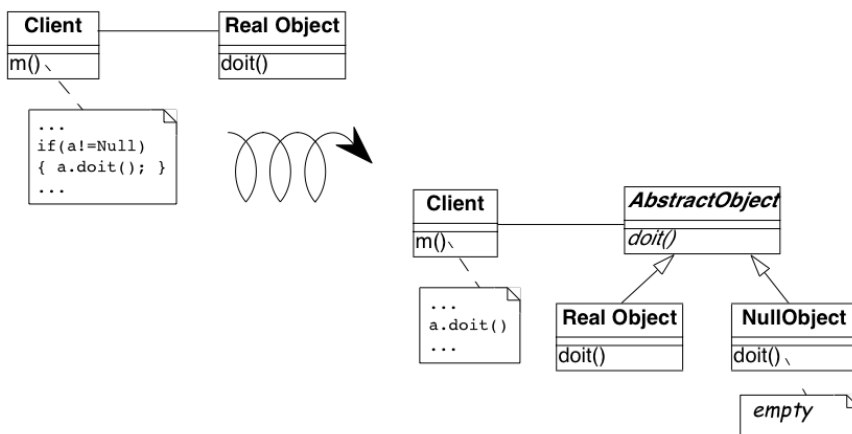 Client
Real Object
m()
doit()
...
if(a!=Null)
{ a.doit(); }
...
Client
AbstractObject
m()
doit()
...
a.doit()
...
Real Object
NullObject
doit()
doit()
empty